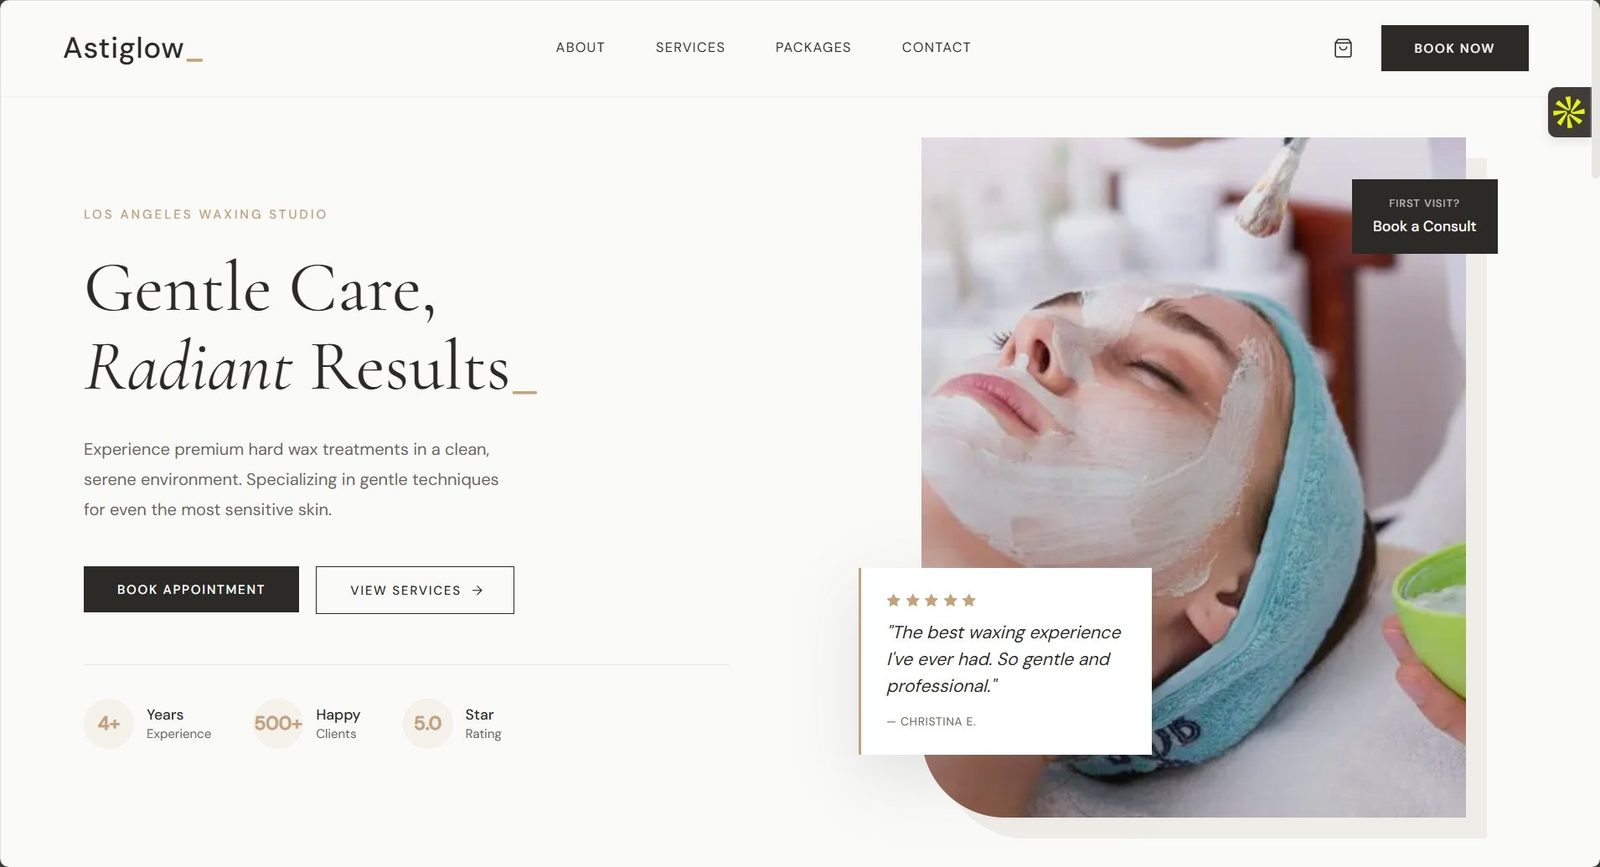 Astiglow_
ABOUT
SERVICES
PACKAGES
CONTACT
BOOK NOW
LOS ANGELES WAXING STUDIO
Gentle Care,
Radiant Results_
Experience premium hard wax treatments in a clean,
serene environment. Specializing in gentle techniques
for even the most sensitive skin.
BOOK APPOINTMENT
VIEW SERVICES →
4+
Years
Experience
500+
Happy
Clients
5.0
Star
Rating
FIRST VISIT?
Book a Consult
"The best waxing experience
I've ever had. So gentle and
professional."
— CHRISTINA E.